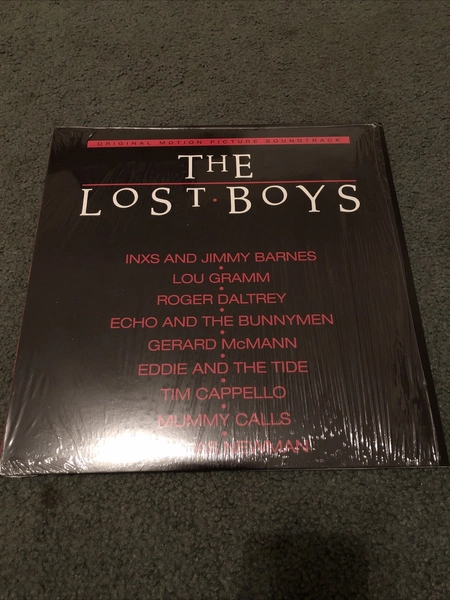 ORIGINAL MOTION PICTURE SOUNDTRACK
THE
LOST · BOYS
INXS AND JIMMY BARNES
•
LOU GRAMM
•
ROGER DALTREY
•
ECHO AND THE BUNNYMEN
•
GERARD McMANN
•
EDDIE AND THE TIDE
•
TIM CAPPELLO
•
MUMMY CALLS
•
NEWMAN